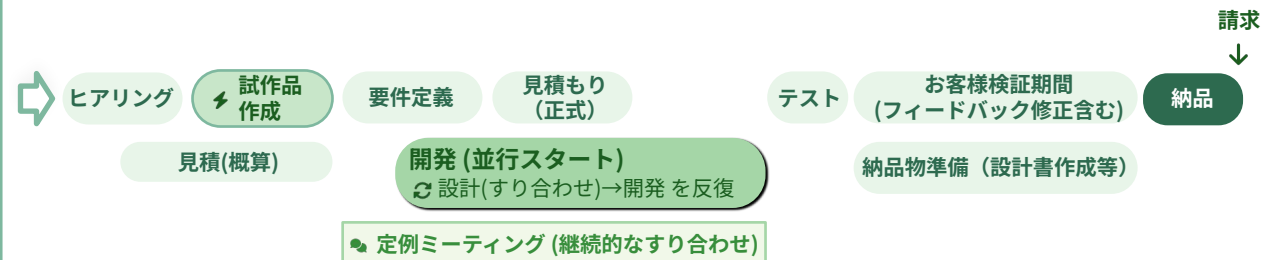 請求
↓
ヒアリング
試作品
作成
要件定義
見積もり
（正式）
テスト
お客様検証期間
(フィードバック修正含む)
納品
見積(概算)
開発 (並行スタート)
設計(すり合わせ)→開発 を反復
納品物準備（設計書作成等）
定例ミーティング (継続的なすり合わせ)